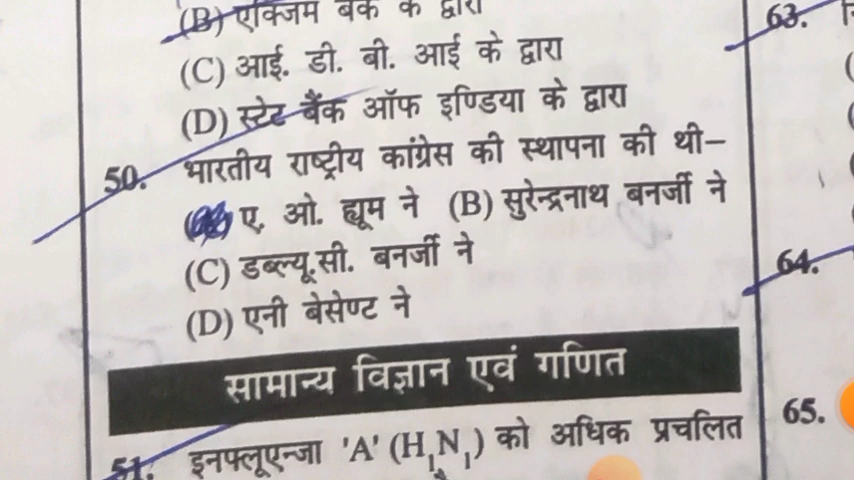 (B) एक्जिम बैंक के द्वारा
(C) आई. डी. बी. आई के द्वारा
(D) स्टेट बैंक ऑफ इण्डिया के द्वारा
50. भारतीय राष्ट्रीय कांग्रेस की स्थापना की थी–
ए. ओ. ह्यूम ने (B) सुरेन्द्रनाथ बनर्जी ने
(C) डब्ल्यू.सी. बनर्जी ने
(D) एनी बेसेण्ट ने
सामान्य विज्ञान एवं गणित
51. इनफ्लूएन्जा 'A' (H₁N₁) को अधिक प्रचलित
63.
64.
65.